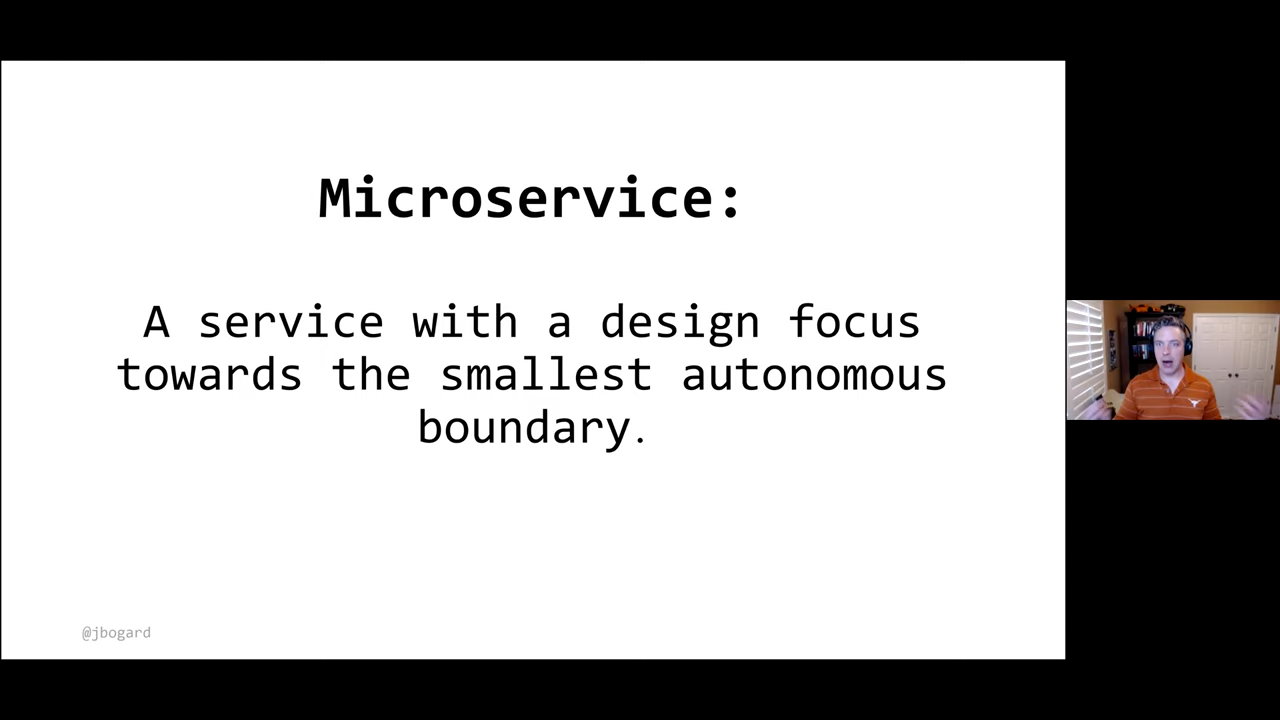 Microservice:
A service with a design focus
towards the smallest autonomous
boundary.
@jbogard